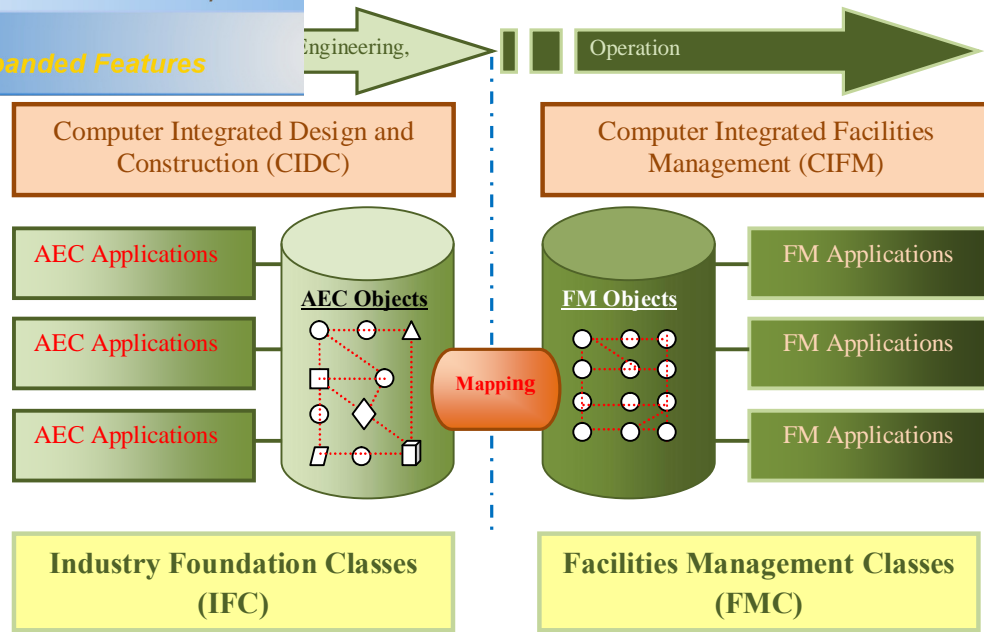 Engineering,
Operation
Expanded Features
Computer Integrated Design and
Construction (CIDC)
Computer Integrated Facilities
Management (CIFM)
AEC Applications
FM Applications
AEC Objects
FM Objects
AEC Applications
FM Applications
Mapping
AEC Applications
FM Applications
Industry Foundation Classes
(IFC)
Facilities Management Classes
(FMC)